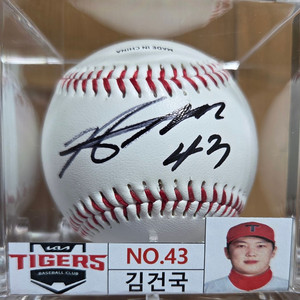 MADE IN CHINA
43
KIA
TIGERS
BASEBALL CLUB
NO.43
김건국